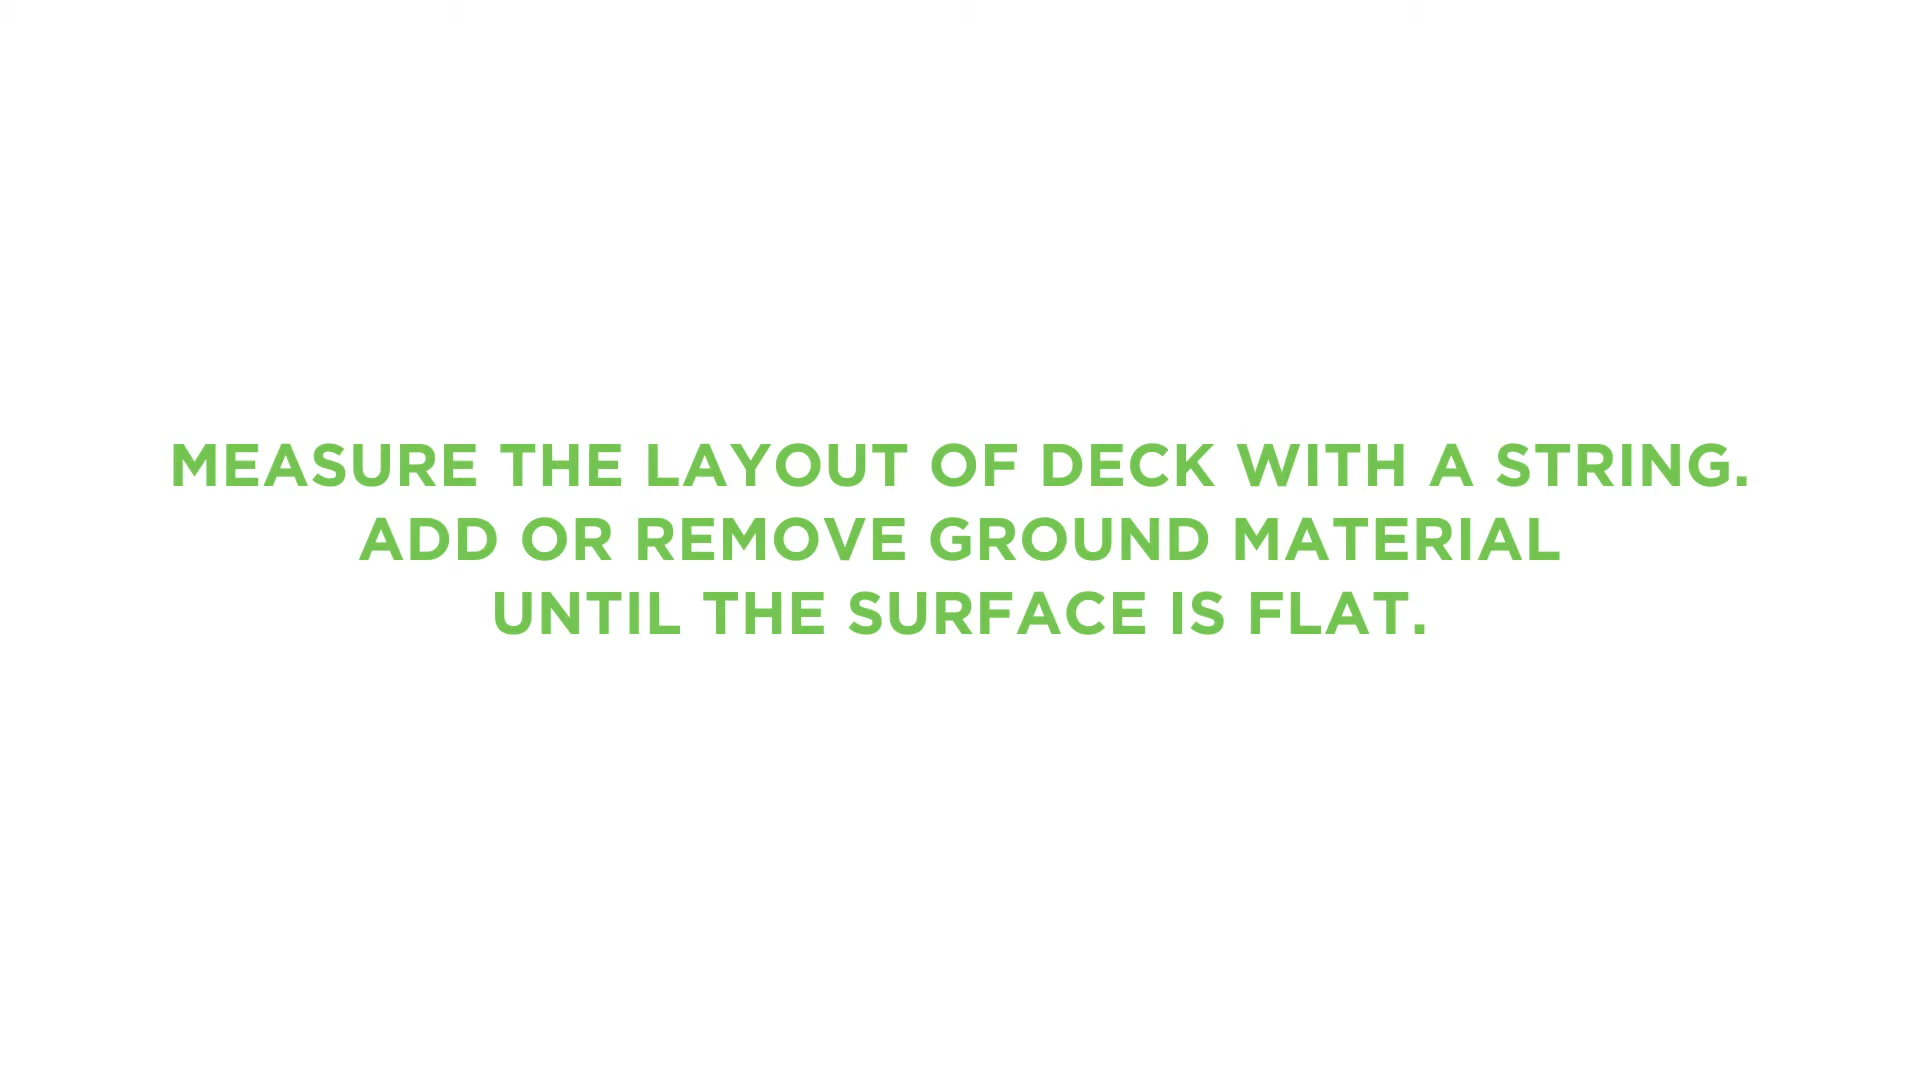 MEASURE THE LAYOUT OF DECK WITH A STRING.
ADD OR REMOVE GROUND MATERIAL
UNTIL THE SURFACE IS FLAT.